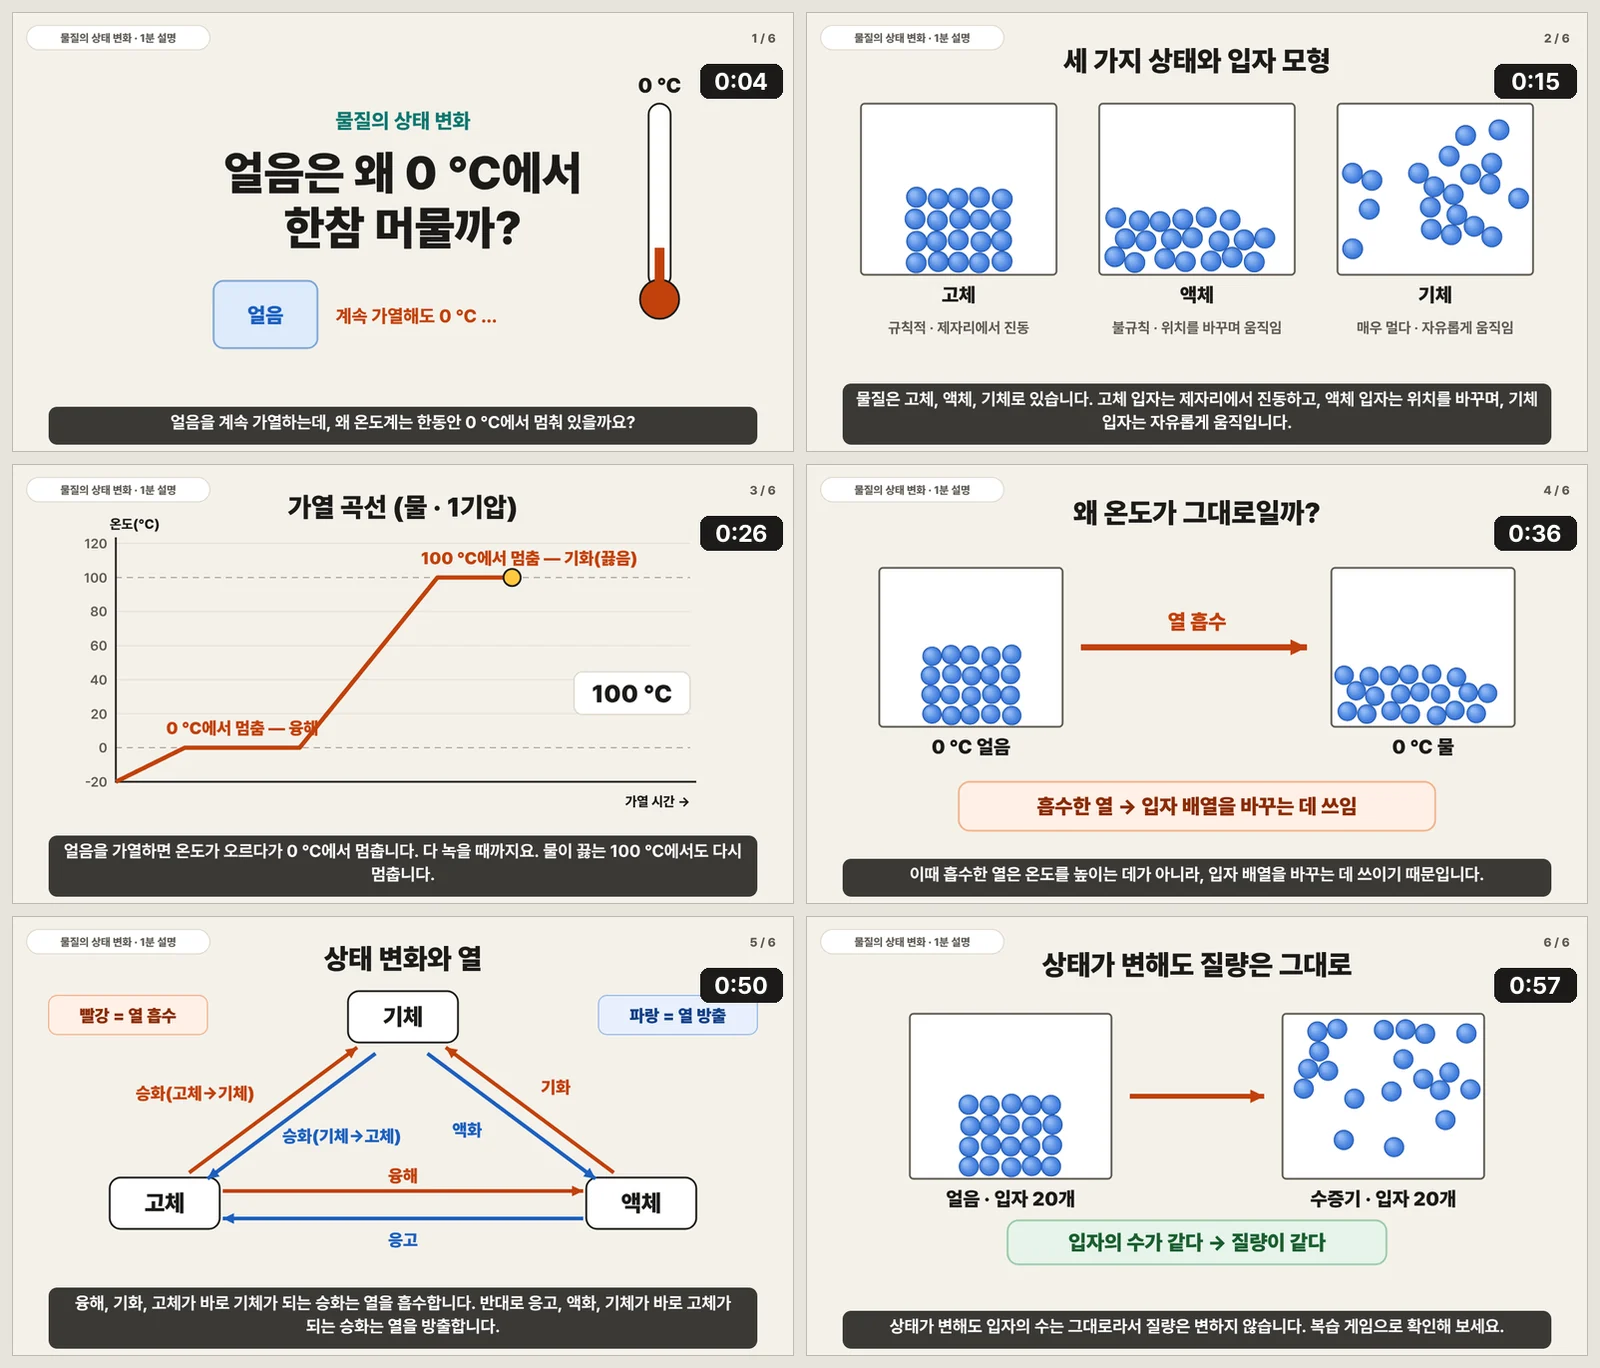 물질의 상태 변화 · 1분 설명
1 / 6
0:04
0 °C
물질의 상태 변화
얼음은 왜 0 °C에서
한참 머물까?
얼음
계속 가열해도 0 °C ...
얼음을 계속 가열하는데, 왜 온도계는 한동안 0 °C에서 멈춰 있을까요?
물질의 상태 변화 · 1분 설명
2 / 6
세 가지 상태와 입자 모형
0:15
고체
액체
기체
규칙적 · 제자리에서 진동
불규칙 · 위치를 바꾸며 움직임
매우 멀다 · 자유롭게 움직임
물질은 고체, 액체, 기체로 있습니다. 고체 입자는 제자리에서 진동하고, 액체 입자는 위치를 바꾸며, 기체
입자는 자유롭게 움직입니다.
물질의 상태 변화 · 1분 설명
3 / 6
가열 곡선 (물 · 1기압)
0:26
온도(°C)
120
100
80
60
40
20
0
-20
100 °C에서 멈춤 — 기화(끓음)
100 °C
0 °C에서 멈춤 — 융해
가열 시간 →
얼음을 가열하면 온도가 오르다가 0 °C에서 멈춥니다. 다 녹을 때까지요. 물이 끓는 100 °C에서도 다시
멈춥니다.
물질의 상태 변화 · 1분 설명
4 / 6
왜 온도가 그대로일까?
0:36
열 흡수
0 °C 얼음
0 °C 물
흡수한 열 → 입자 배열을 바꾸는 데 쓰임
이때 흡수한 열은 온도를 높이는 데가 아니라, 입자 배열을 바꾸는 데 쓰이기 때문입니다.
물질의 상태 변화 · 1분 설명
5 / 6
상태 변화와 열
0:50
빨강 = 열 흡수
기체
파랑 = 열 방출
승화(고체→기체)
기화
승화(기체→고체)
액화
융해
고체
액체
응고
융해, 기화, 고체가 바로 기체가 되는 승화는 열을 흡수합니다. 반대로 응고, 액화, 기체가 바로 고체가
되는 승화는 열을 방출합니다.
물질의 상태 변화 · 1분 설명
6 / 6
상태가 변해도 질량은 그대로
0:57
얼음 · 입자 20개
수증기 · 입자 20개
입자의 수가 같다 → 질량이 같다
상태가 변해도 입자의 수는 그대로라서 질량은 변하지 않습니다. 복습 게임으로 확인해 보세요.